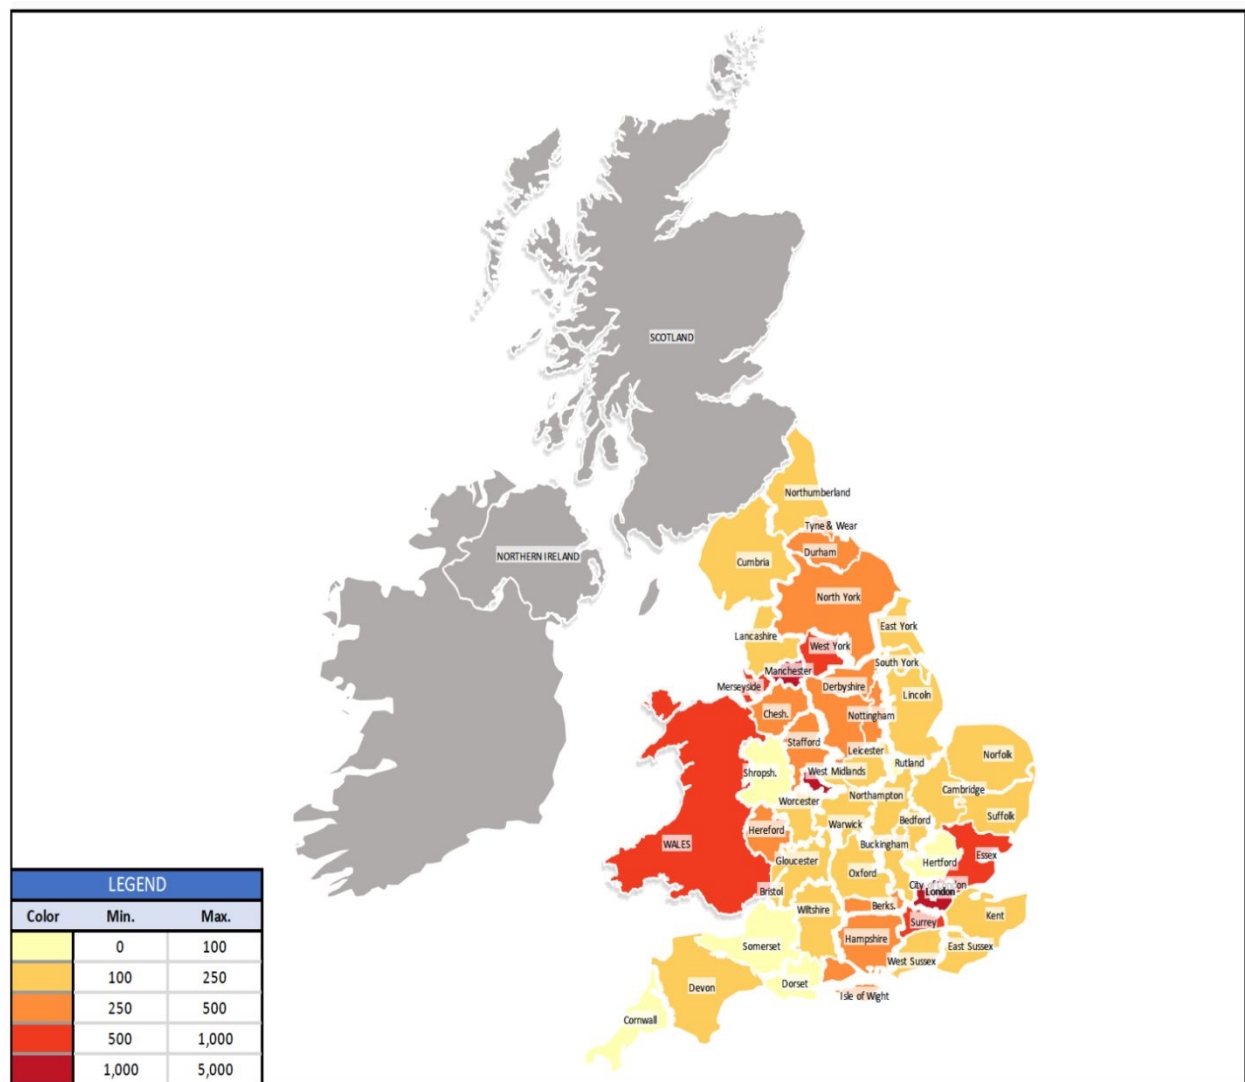 SCOTLAND
Northumberland
Tyne & Wear
NORTHERN IRELAND
Durham
Cumbria
North York
East York
Lancashire
West York
South York
Manchester
Merseyside
Derbyshire
Lincoln
Chesh.
Nottingham
Stafford
Leicester
Norfolk
Rutland
Shropsh.
West Midlands
Cambridge
Worcester
Northampton
Suffolk
Bedford
Warwick
Hereford
WALES
Buckingham
Essex
Gloucester
Hertford
Oxford
City of London
Bristol
London
Berks.
Wiltshire
Kent
Surrey
Hampshire
Somerset
East Sussex
West Sussex
Dorset
Devon
Isle of Wight
Cornwall
LEGEND
Color Min. Max.
0 100
100 250
250 500
500 1,000
1,000 5,000